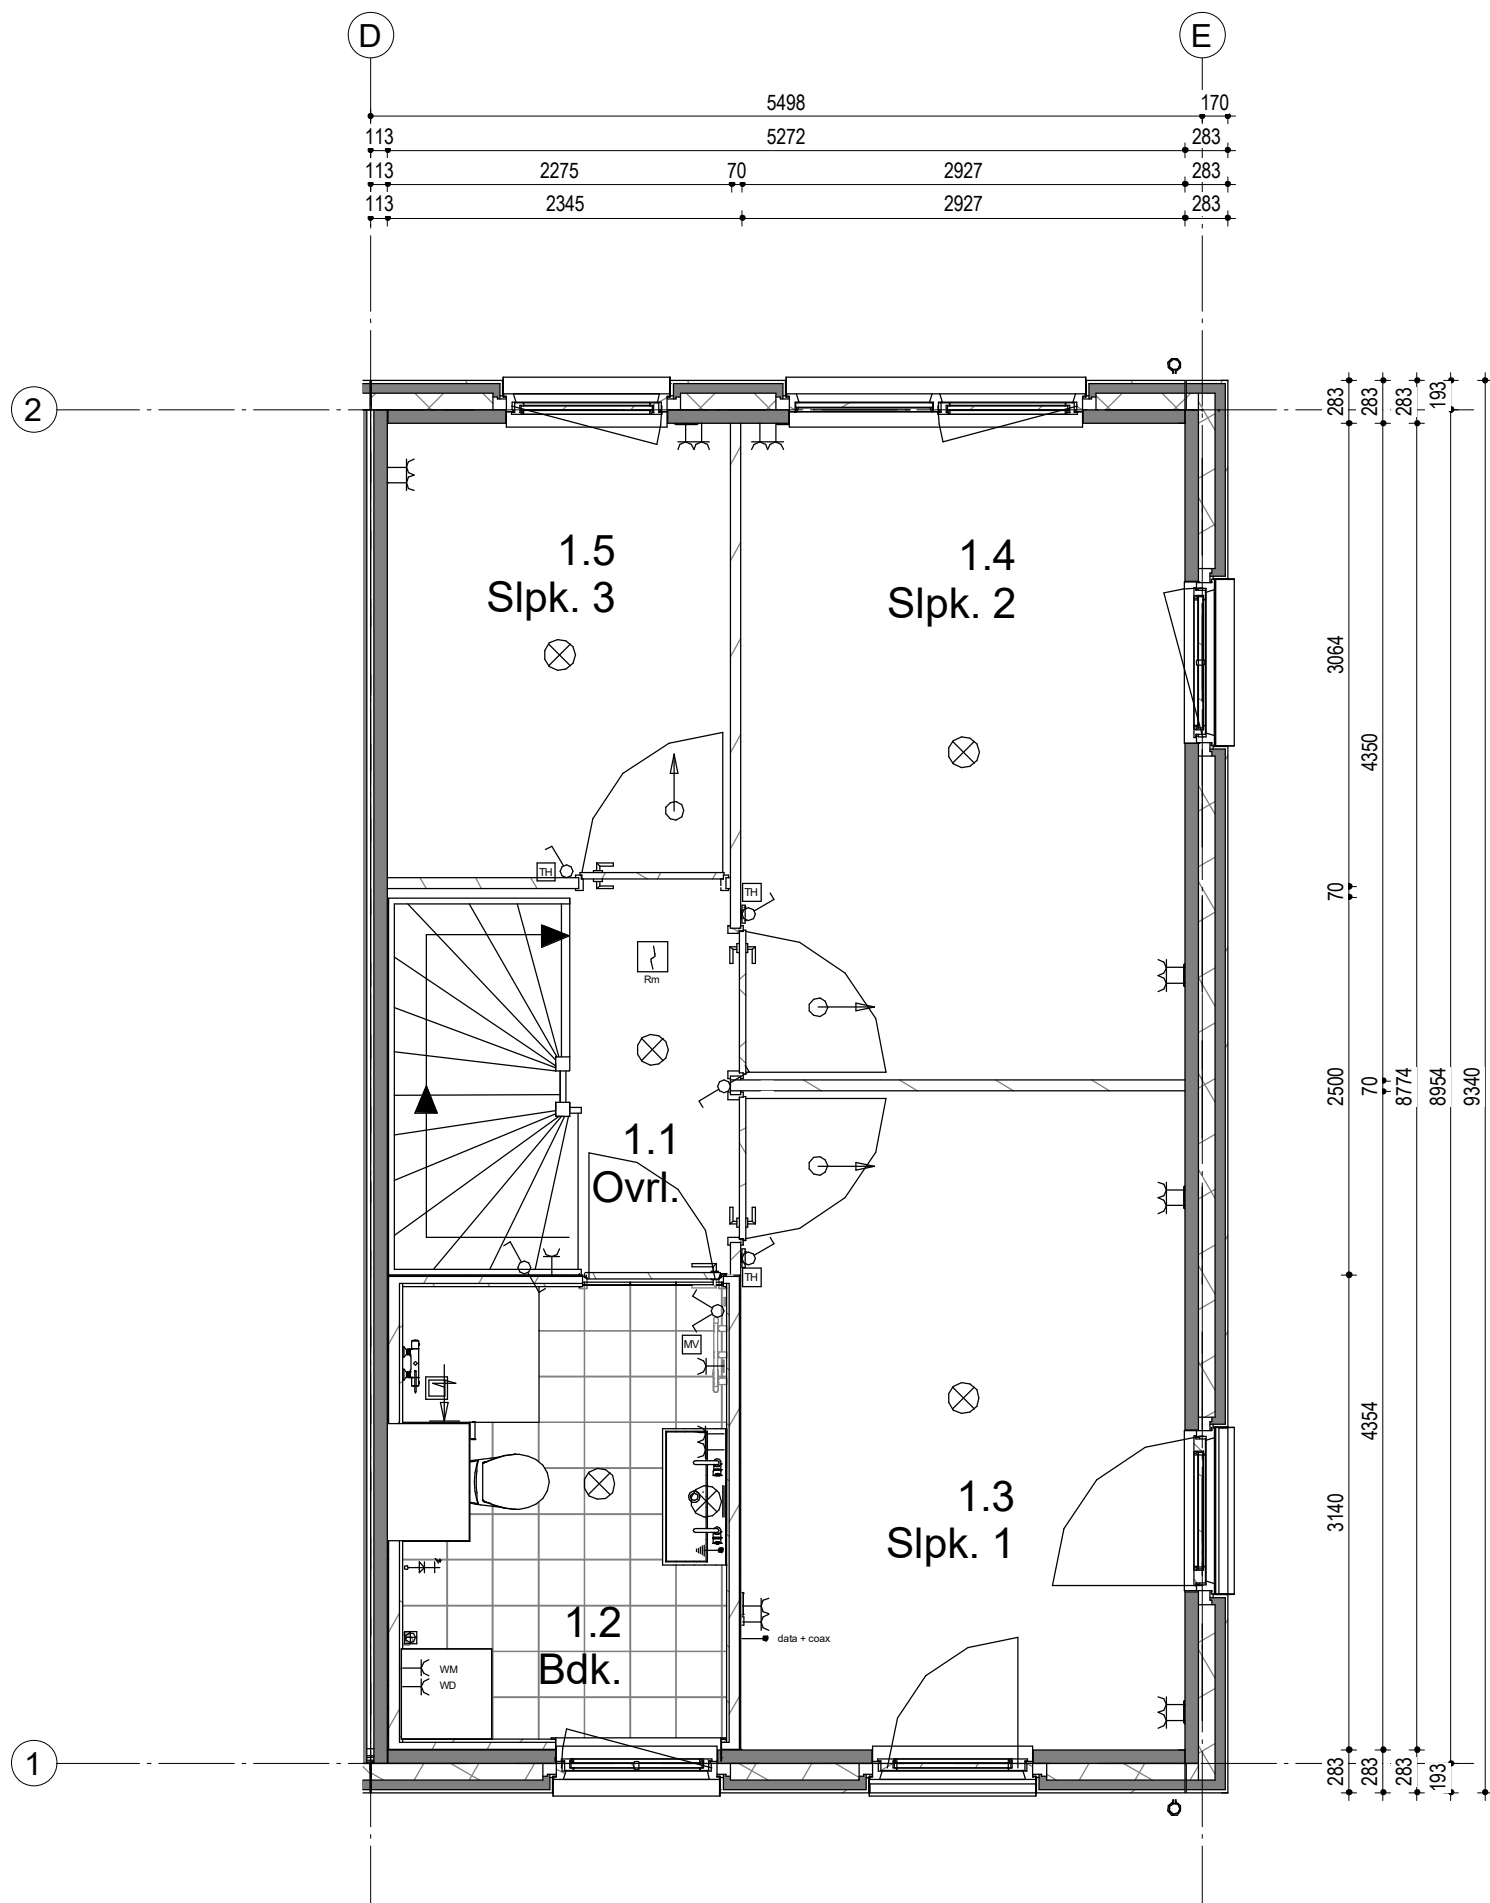 D E
5498 170
113 5272 283
113 2275 70 2927 283
113 2345 2927 283
2
283 283 283 193
1.5
Slpk. 3
1.4
Slpk. 2
3064
4350
TH
TH
70
Rm
2500 70 8774 8954 9340
1.1
Ovrl.
TH
MV
4354
1.3
Slpk. 1
3140
1.2
Bdk.
data + coax
WM
WD
1
283 283 283 193